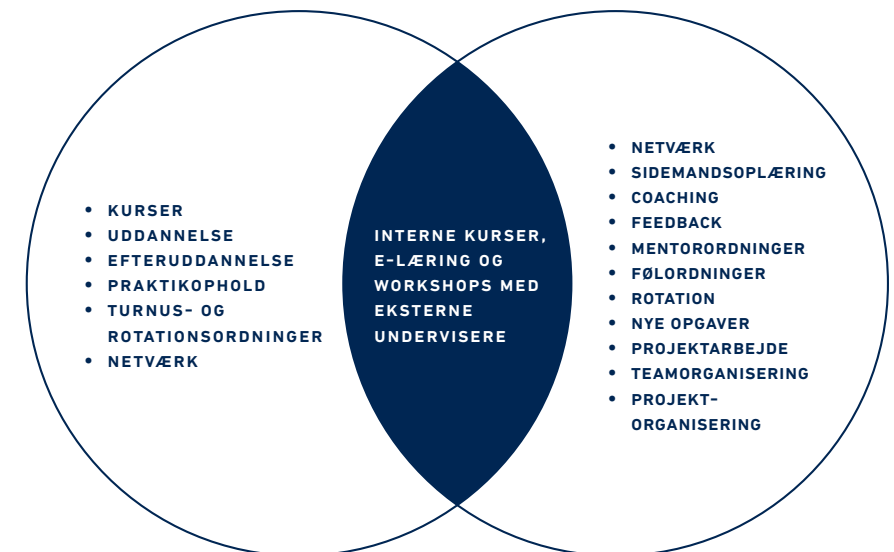 • KURSER
• UDDANNELSE
• EFTERUDDANNELSE
• PRAKTIKOPHOLD
• TURNUS- OG
ROTATIONSORDNINGER
• NETVÆRK
INTERNE KURSER,
E-LÆRING OG
WORKSHOPS MED
EKSTERNE
UNDERVISERE
• NETVÆRK
• SIDEMANDSOPLÆRING
• COACHING
• FEEDBACK
• MENTORORDNINGER
• FØLORDNINGER
• ROTATION
• NYE OPGAVER
• PROJEKTARBEJDE
• TEAMORGANISERING
• PROJEKT-
ORGANISERING